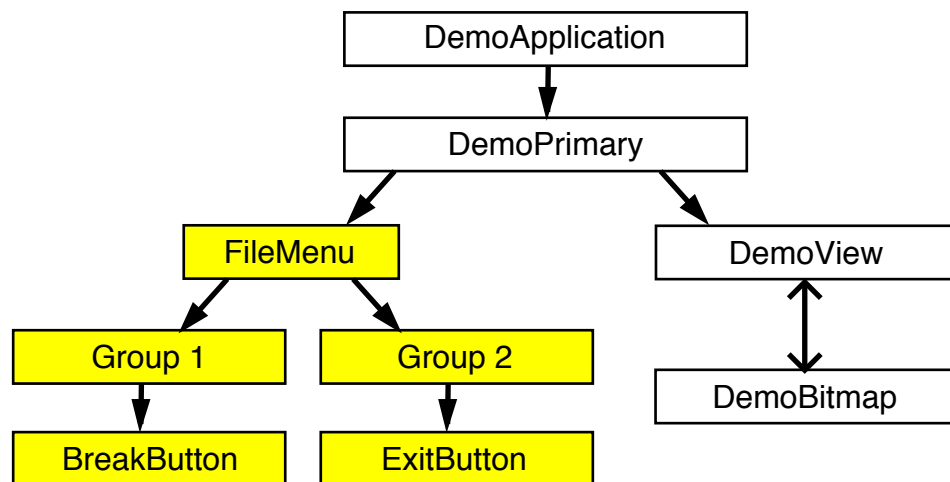 DemoApplication
DemoPrimary
FileMenu
DemoView
Group 1
Group 2
DemoBitmap
BreakButton
ExitButton